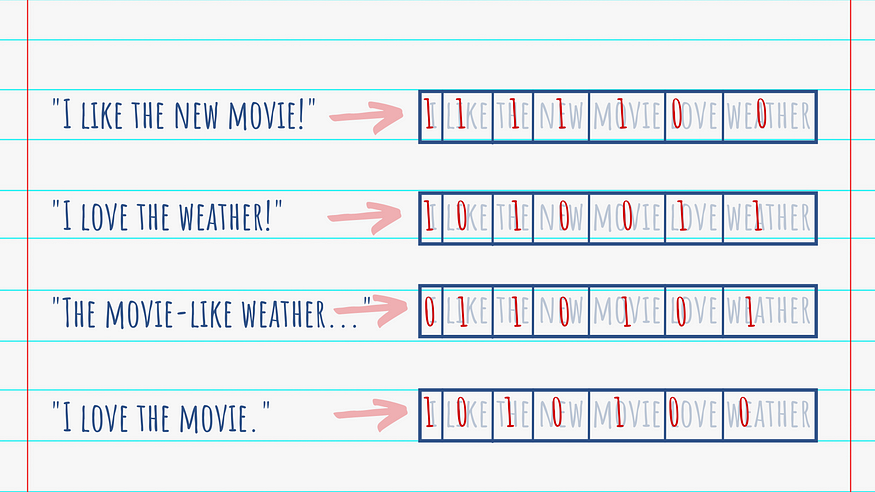 "I LIKE THE NEW MOVIE!" 1 I 1 LIKE 1 THE 1 NEW 1 MOVIE 0 LOVE 0 WEATHER
"I LOVE THE WEATHER!" 1 I 0 LIKE 1 THE 0 NEW 0 MOVIE 1 LOVE 1 WEATHER
"THE MOVIE-LIKE WEATHER..." 0 I 1 LIKE 1 THE 0 NEW 1 MOVIE 0 LOVE 1 WEATHER
"I LOVE THE MOVIE." 1 I 0 LIKE 1 THE 0 NEW 1 MOVIE 0 LOVE 0 WEATHER